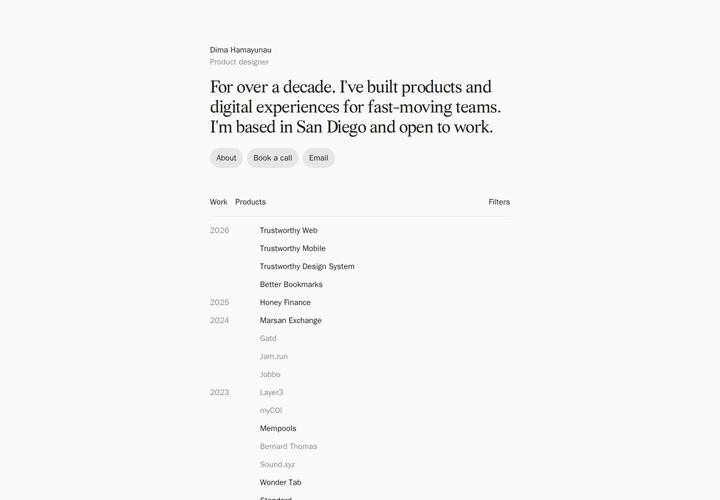 Dima Hamayunau
Product designer
For over a decade, I've built products and
digital experiences for fast-moving teams.
I'm based in San Diego and open to work.
About Book a call Email
Work Products Filters
2026 Trustworthy Web
Trustworthy Mobile
Trustworthy Design System
Better Bookmarks
2025 Honey Finance
2024 Marsan Exchange
Gatd
Jam.run
Jobbo
2023 Layer3
myCOI
Mempools
Bernard Thomas
Sound.xyz
Wonder Tab
Standard